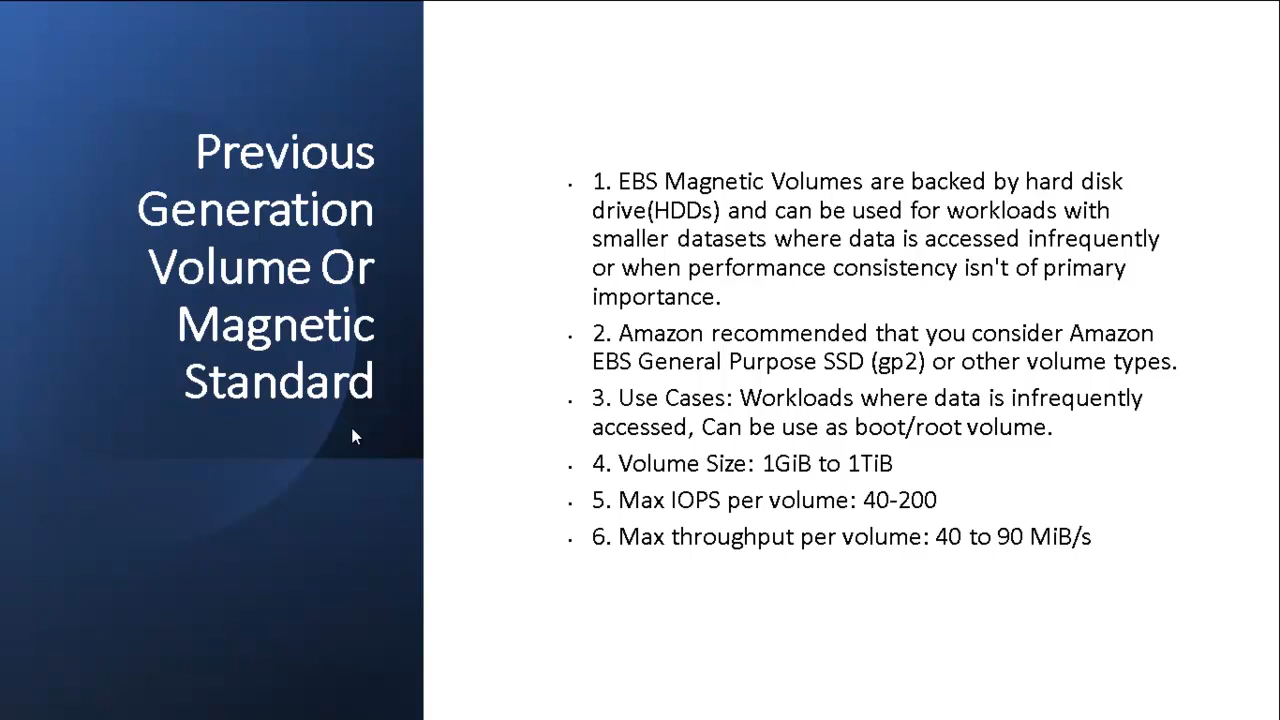 Previous
Generation
Volume Or
Magnetic
Standard
· 1. EBS Magnetic Volumes are backed by hard disk
drive(HDDs) and can be used for workloads with
smaller datasets where data is accessed infrequently
or when performance consistency isn't of primary
importance.
· 2. Amazon recommended that you consider Amazon
EBS General Purpose SSD (gp2) or other volume types.
· 3. Use Cases: Workloads where data is infrequently
accessed, Can be use as boot/root volume.
· 4. Volume Size: 1GiB to 1TiB
· 5. Max IOPS per volume: 40-200
· 6. Max throughput per volume: 40 to 90 MiB/s